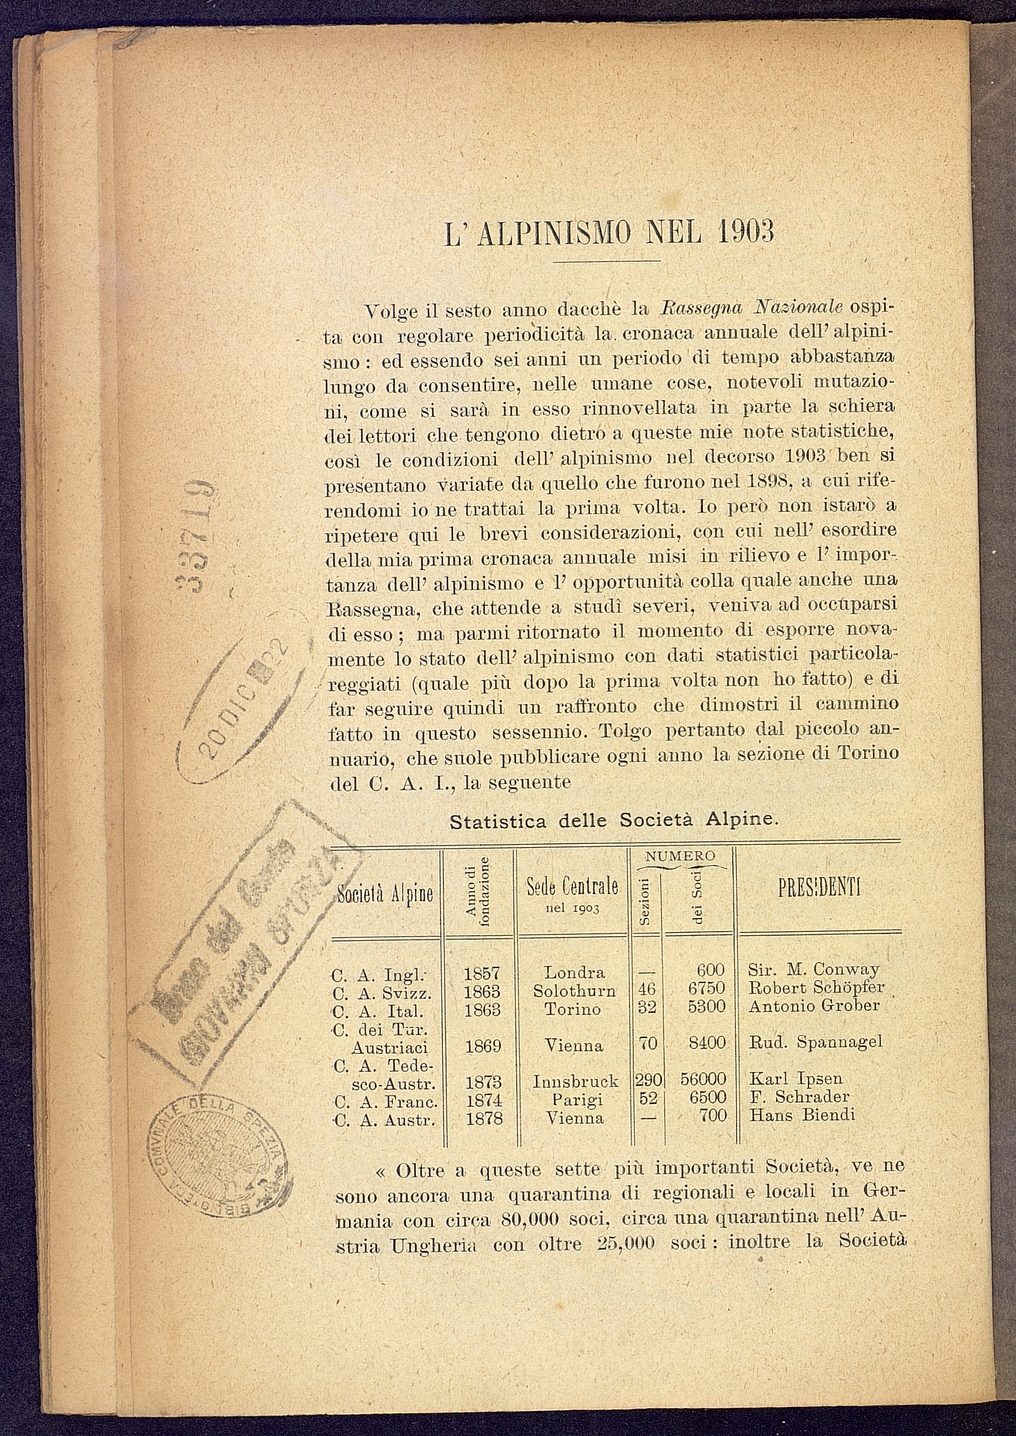 L' ALPINISMO NEL 1903
Volge il sesto anno dacchè la Rassegna Nazionale ospi-
ta con regolare periodicità la cronaca annuale dell' alpini-
smo : ed essendo sei anni un periodo di tempo abbastanza
lungo da consentire, nelle umane cose, notevoli mutazio-
ni, come si sarà in esso rinnovellata in parte la schiera
dei lettori che tengono dietro a queste mie note statistiche,
così le condizioni dell' alpinismo nel decorso 1903 ben si
presentano variate da quello che furono nel 1898, a cui rife-
rendomi io ne trattai la prima volta. Io però non istarò a
ripetere qui le brevi considerazioni, con cui nell' esordire
della mia prima cronaca annuale misi in rilievo e l' impor-
tanza dell' alpinismo e l' opportunità colla quale anche una
Rassegna, che attende a studî severi, veniva ad occuparsi
di esso ; ma parmi ritornato il momento di esporre nova-
mente lo stato dell' alpinismo con dati statistici particola-
reggiati (quale più dopo la prima volta non ho fatto) e di
far seguire quindi un raffronto che dimostri il cammino
fatto in questo sessennio. Tolgo pertanto dal piccolo an-
nuario, che suole pubblicare ogni anno la sezione di Torino
del C. A. I., la seguente
Statistica delle Società Alpine.
Società Alpine | Anno di fondazione | Sede Centrale nel 1903 | NUMERO Sezioni | dei Soci | PRESIDENTI
C. A. Ingl. 1857 Londra — 600 Sir. M. Conway
C. A. Svizz. 1863 Solothurn 46 6750 Robert Schöpfer
C. A. Ital. 1863 Torino 32 5300 Antonio Grober
C. dei Tur.
Austriaci 1869 Vienna 70 8400 Rud. Spannagel
C. A. Tede-
sco-Austr. 1873 Innsbruck 290 56000 Karl Ipsen
C. A. Franc. 1874 Parigi 52 6500 F. Schrader
C. A. Austr. 1878 Vienna — 700 Hans Biendi
« Oltre a queste sette più importanti Società, ve ne
sono ancora una quarantina di regionali e locali in Ger-
mania con circa 80,000 soci, circa una quarantina nell' Au-
stria Ungheria con oltre 25,000 soci : inoltre la Società
33719
20 DIC 22
Dono del Conte
GIOVANNI SFORZA
BIBLIOTECA COMVNALE DELLA SPEZIA